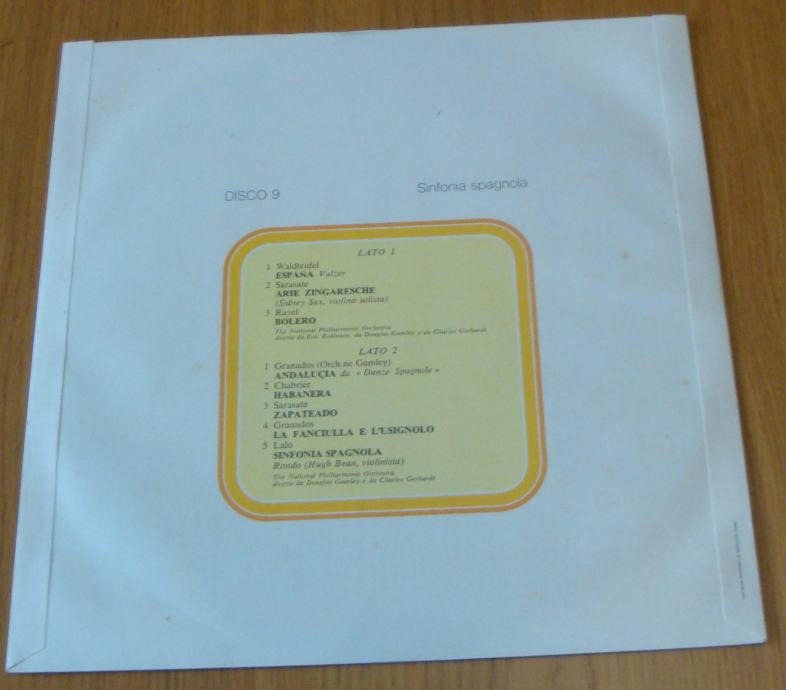 DISCO 9
Sinfonia spagnola
LATO 1
1 Waldteufel
ESPAÑA Valzer
2 Sarasate
ARIE ZINGARESCHE
(Sidney Sax, violino solista)
3 Ravel
BOLERO
The National Philharmonic Orchestra
diretta da Eric Robinson, da Douglas Gamley e da Charles Gerhardt
LATO 2
1 Granados (Orch.ne Gamley)
ANDALUÇIA da « Danze Spagnole »
2 Chabrier
HABANERA
3 Sarasate
ZAPATEADO
4 Granados
LA FANCIULLA E L'USIGNOLO
5 Lalo
SINFONIA SPAGNOLA
Rondo (Hugh Bean, violinista)
The National Philharmonic Orchestra
diretta da Douglas Gamley e da Charles Gerhardt